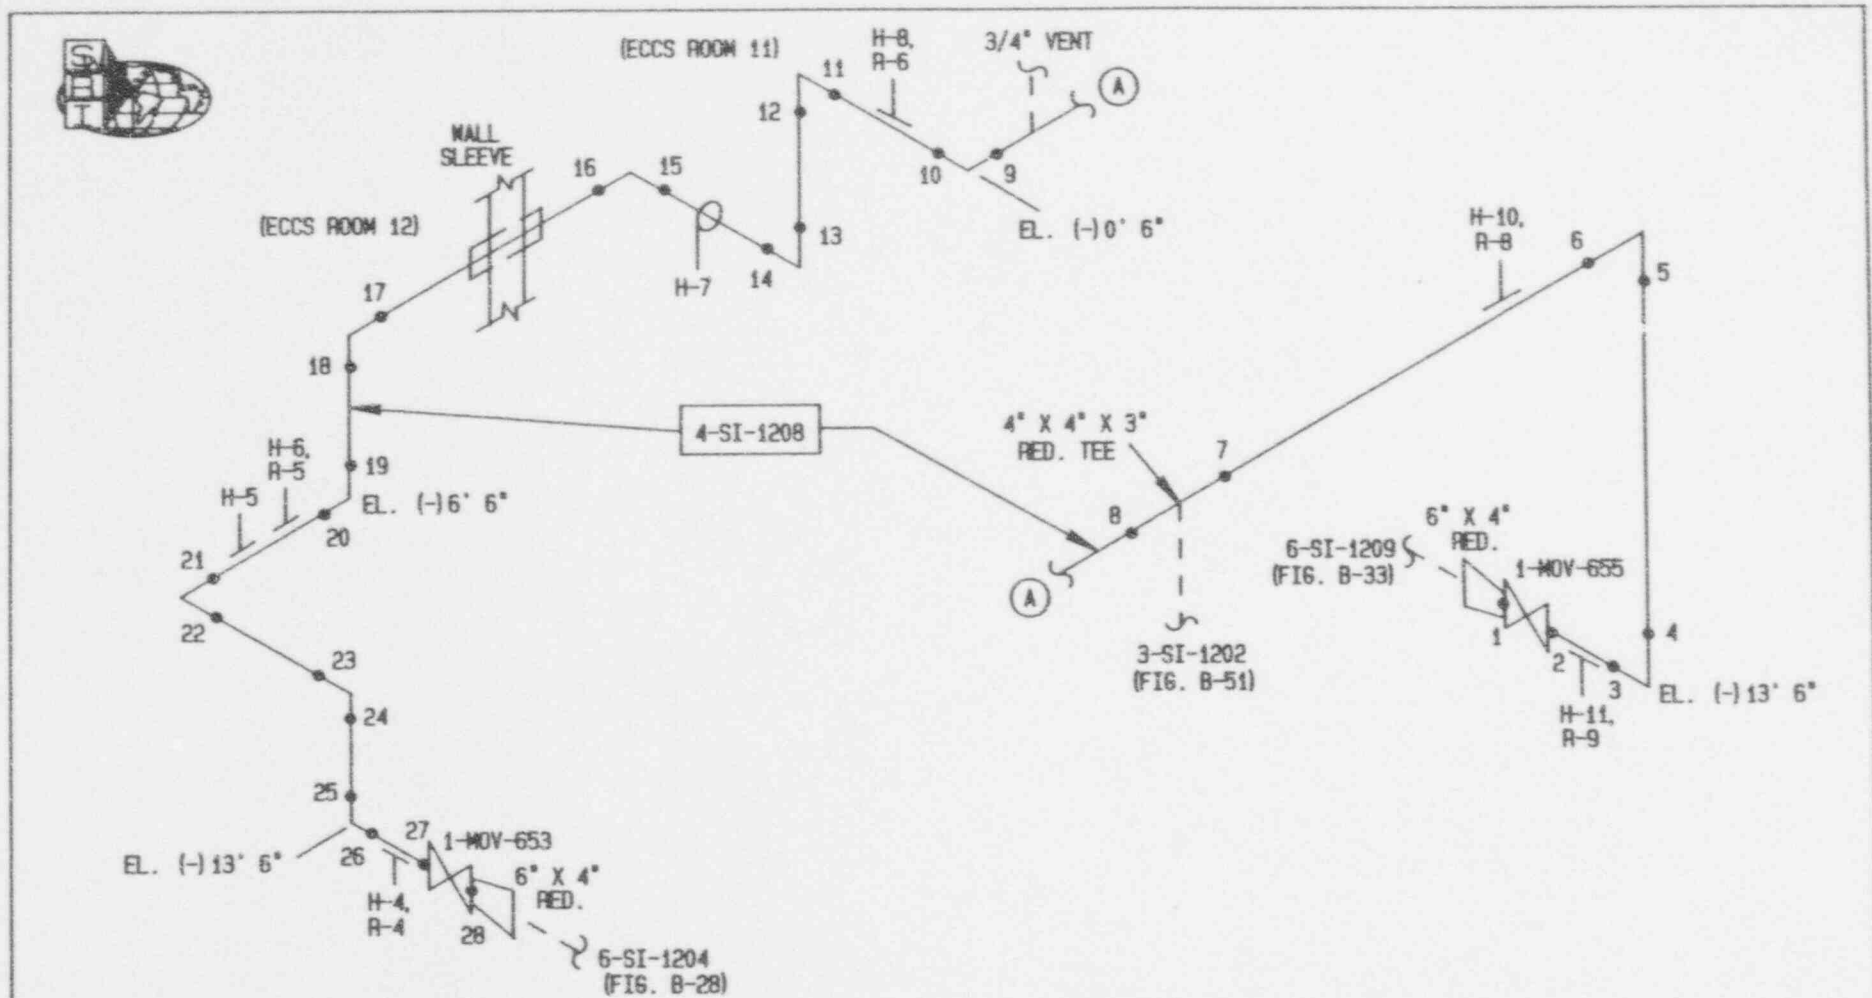 S
R
I
(ECCS ROOM 11)
H-8,
R-6
3/4" VENT
A
11
12
10
9
EL. (-)0' 6"
WALL
SLEEVE
16
15
13
14
H-7
(ECCS ROOM 12)
17
18
19
H-6,
R-5
H-5
EL. (-)6' 6"
20
21
22
23
24
25
EL. (-)13' 6"
26
27
1-MOV-653
H-4,
R-4
6" X 4"
RED.
28
6-SI-1204
(FIG. B-28)
4-SI-1208
H-10,
R-8
6
5
4" X 4" X 3"
RED. TEE
7
8
A
3-SI-1202
(FIG. B-51)
6-SI-1209
(FIG. B-33)
6" X 4"
RED.
1-MOV-655
1
2
3
4
H-11,
R-9
EL. (-)13' 6"